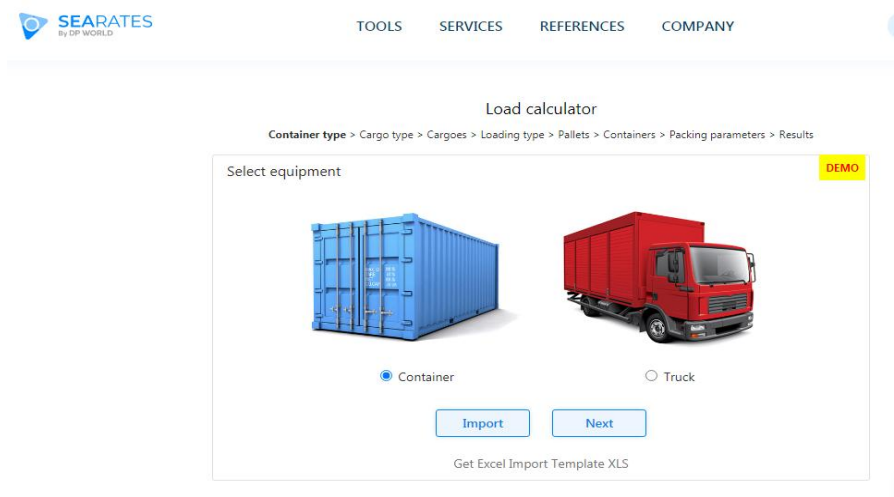 SEARATES
By DP WORLD
TOOLS SERVICES REFERENCES COMPANY
Load calculator
Container type > Cargo type > Cargoes > Loading type > Pallets > Containers > Packing parameters > Results
Select equipment
DEMO
Container
Truck
Import
Next
Get Excel Import Template XLS